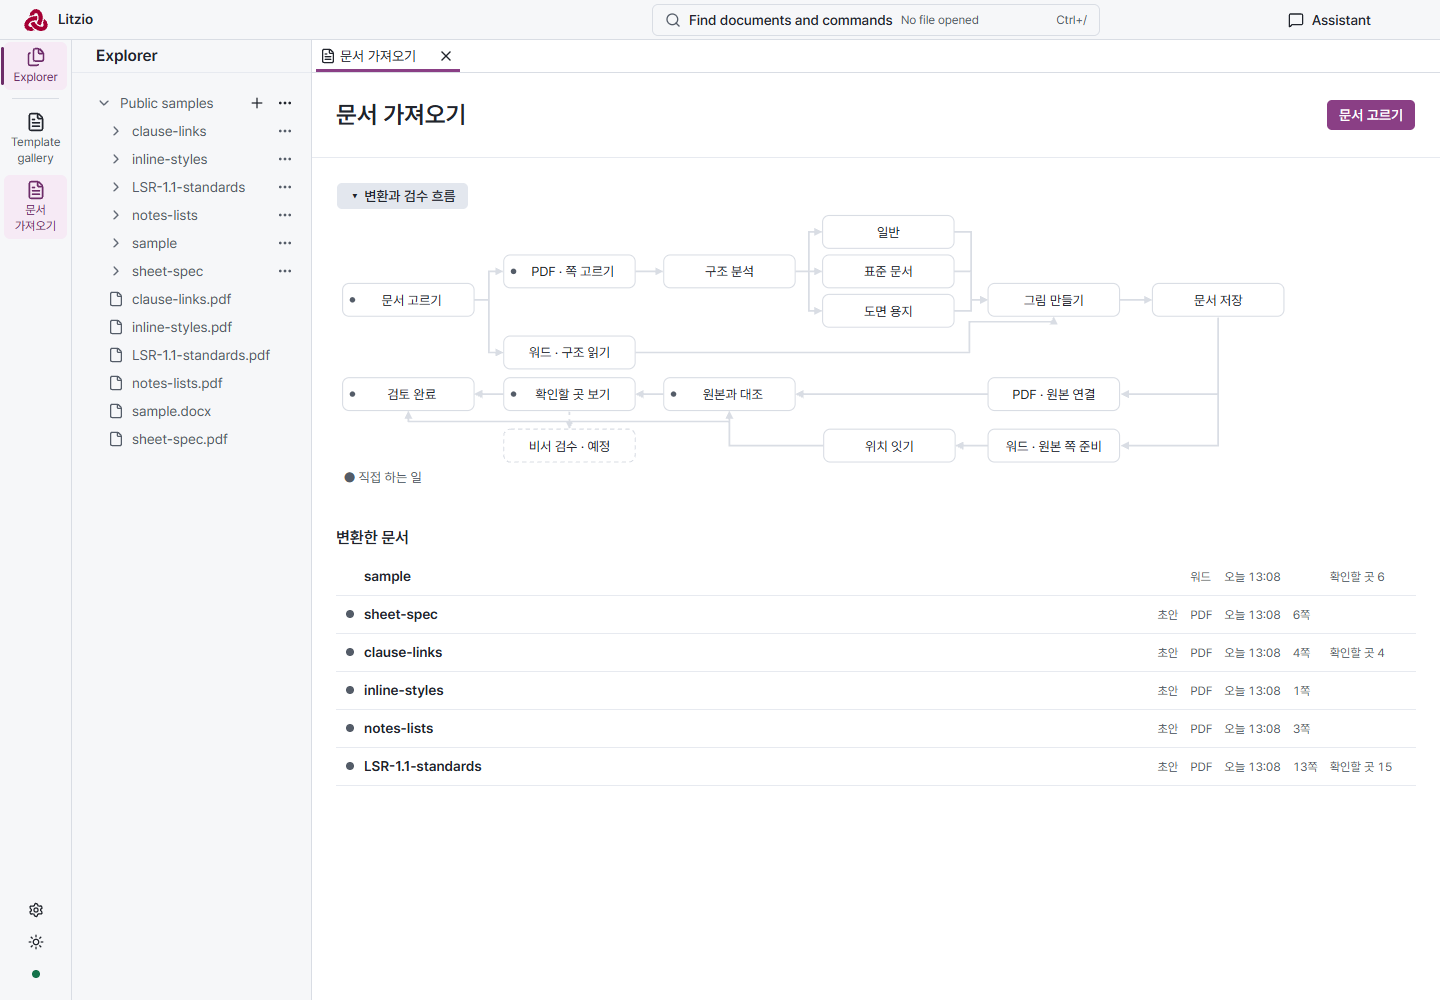 Litzio
Find documents and commands No file opened Ctrl+/
Assistant
Explorer
Template
gallery
문서
가져오기
Explorer
Public samples
clause-links
inline-styles
LSR-1.1-standards
notes-lists
sample
sheet-spec
clause-links.pdf
inline-styles.pdf
LSR-1.1-standards.pdf
notes-lists.pdf
sample.docx
sheet-spec.pdf
문서 가져오기
문서 가져오기
문서 고르기
변환과 검수 흐름
일반
PDF · 쪽 고르기
구조 분석
표준 문서
문서 고르기
도면 용지
그림 만들기
문서 저장
워드 · 구조 읽기
검토 완료
확인할 곳 보기
원본과 대조
PDF · 원본 연결
비서 검수 · 예정
위치 잇기
워드 · 원본 쪽 준비
직접 하는 일
변환한 문서
sample 워드 오늘 13:08 확인할 곳 6
sheet-spec 초안 PDF 오늘 13:08 6쪽
clause-links 초안 PDF 오늘 13:08 4쪽 확인할 곳 4
inline-styles 초안 PDF 오늘 13:08 1쪽
notes-lists 초안 PDF 오늘 13:08 3쪽
LSR-1.1-standards 초안 PDF 오늘 13:08 13쪽 확인할 곳 15